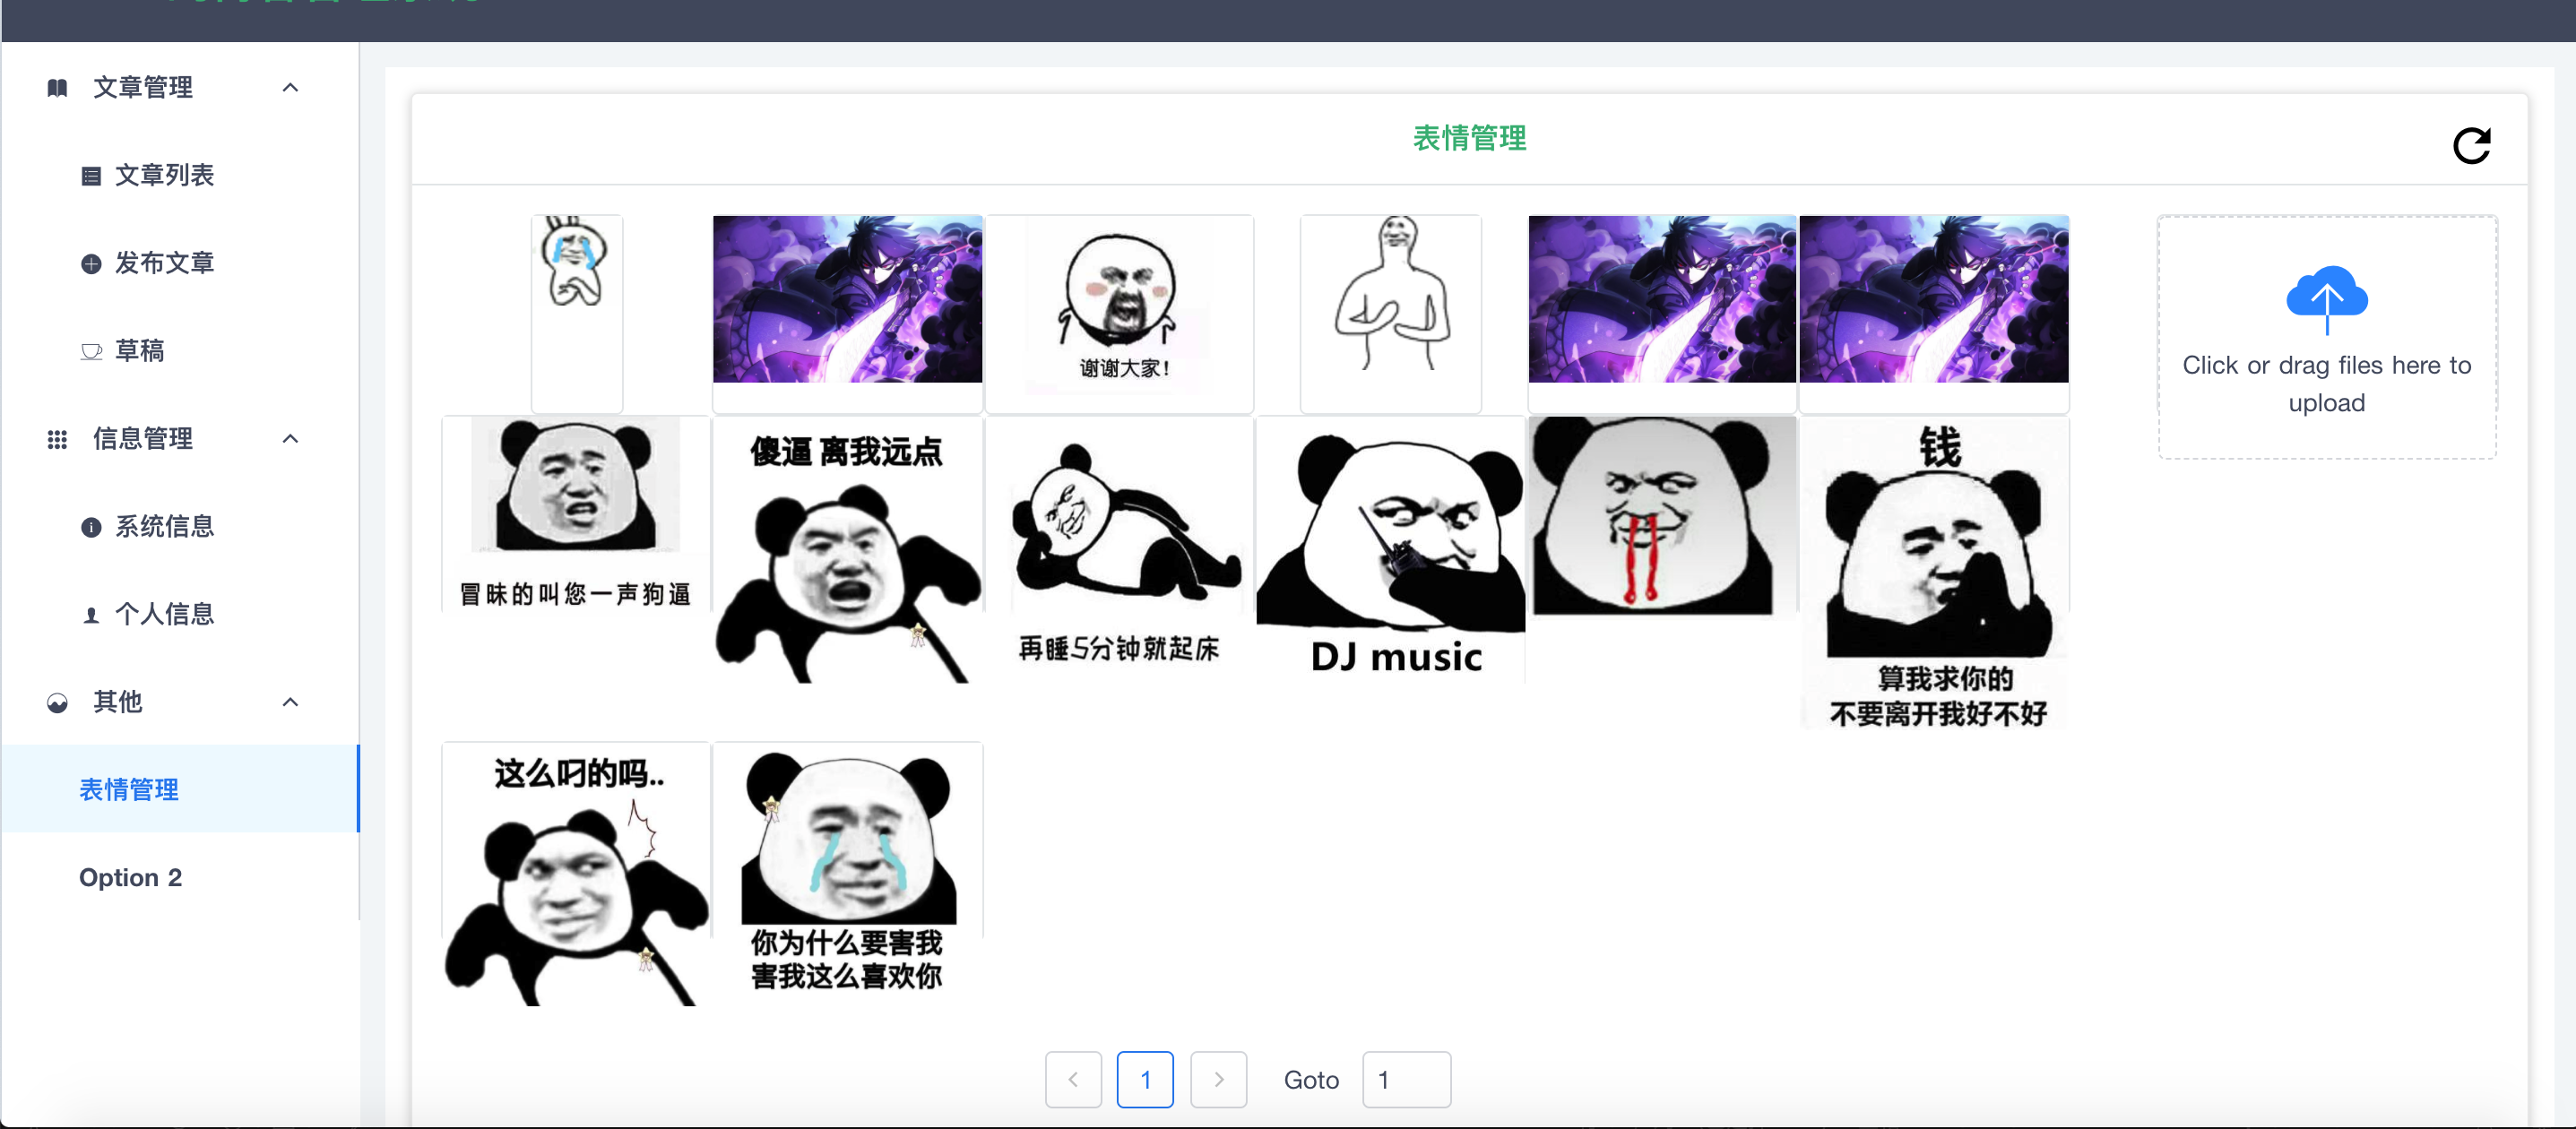 文章管理
文章列表
发布文章
草稿
信息管理
系统信息
个人信息
其他
表情管理
Option 2
表情管理
谢谢大家!
Click or drag files here to
upload
冒昧的叫您一声狗逼
傻逼 离我远点
再睡5分钟就起床
DJ music
钱
算我求你的
不要离开我好不好
这么叼的吗..
你为什么要害我
害我这么喜欢你
1
Goto
1